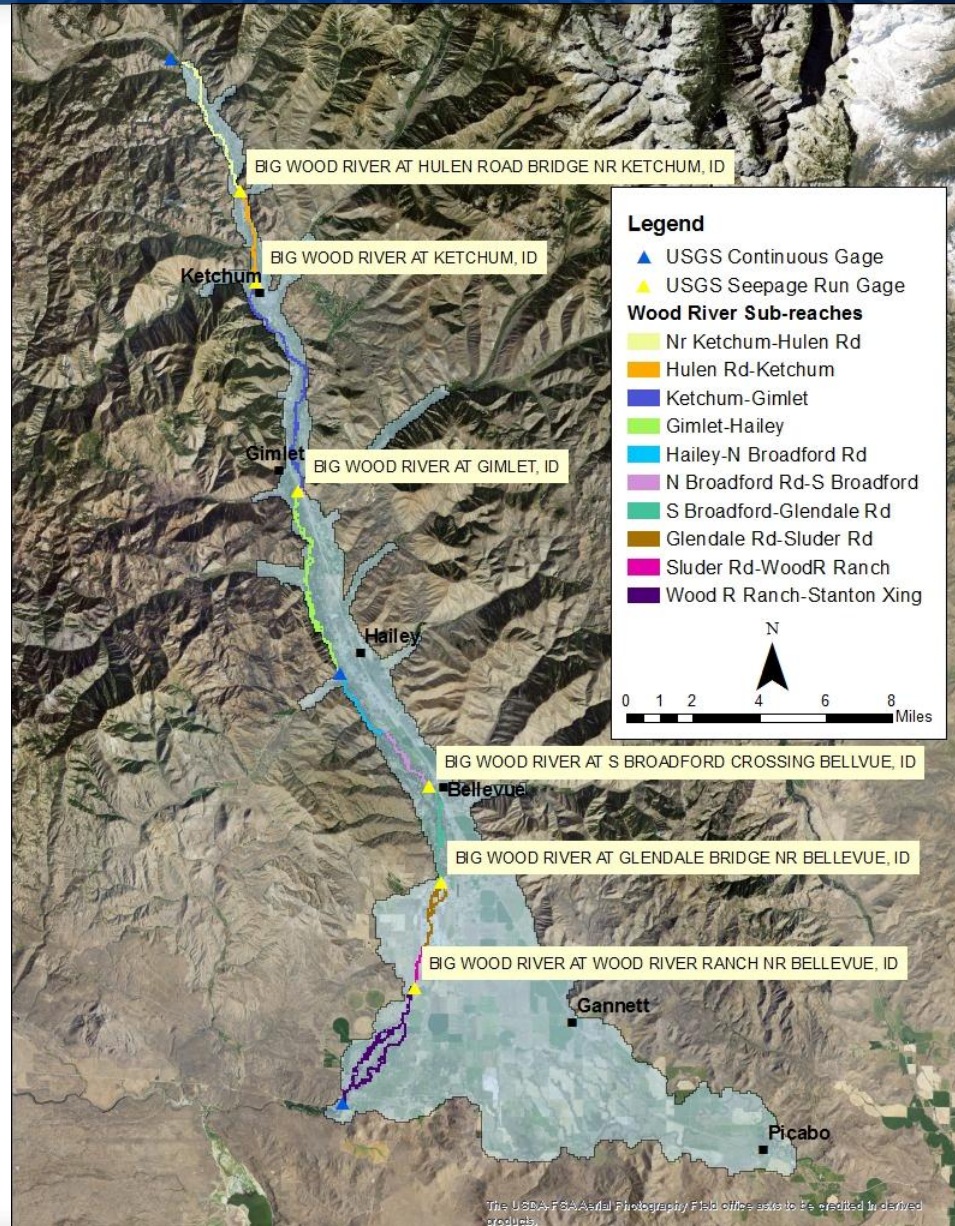 BIG WOOD RIVER AT HULEN ROAD BRIDGE NR KETCHUM, ID
BIG WOOD RIVER AT KETCHUM, ID
Ketchum
Gimlet
BIG WOOD RIVER AT GIMLET, ID
Hailey
BIG WOOD RIVER AT S BROADFORD CROSSING BELLVUE, ID
Bellevue
BIG WOOD RIVER AT GLENDALE BRIDGE NR BELLEVUE, ID
BIG WOOD RIVER AT WOOD RIVER RANCH NR BELLEVUE, ID
Gannett
Picabo
Legend
USGS Continuous Gage
USGS Seepage Run Gage
Wood River Sub-reaches
Nr Ketchum-Hulen Rd
Hulen Rd-Ketchum
Ketchum-Gimlet
Gimlet-Hailey
Hailey-N Broadford Rd
N Broadford Rd-S Broadford
S Broadford-Glendale Rd
Glendale Rd-Sluder Rd
Sluder Rd-WoodR Ranch
Wood R Ranch-Stanton Xing
N
0 1 2 4 6 8
Miles
The USDA-FSA Aerial Photography Field office asks to be credited in derived
products.